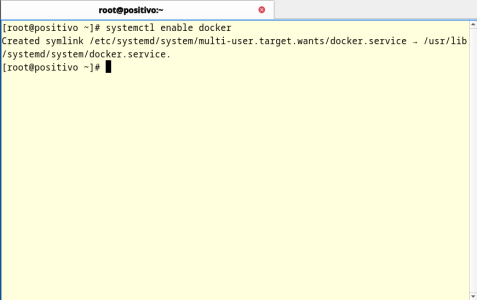 root@positivo:~
[root@positivo ~]# systemctl enable docker
Created symlink /etc/systemd/system/multi-user.target.wants/docker.service → /usr/lib
/systemd/system/docker.service.
[root@positivo ~]#